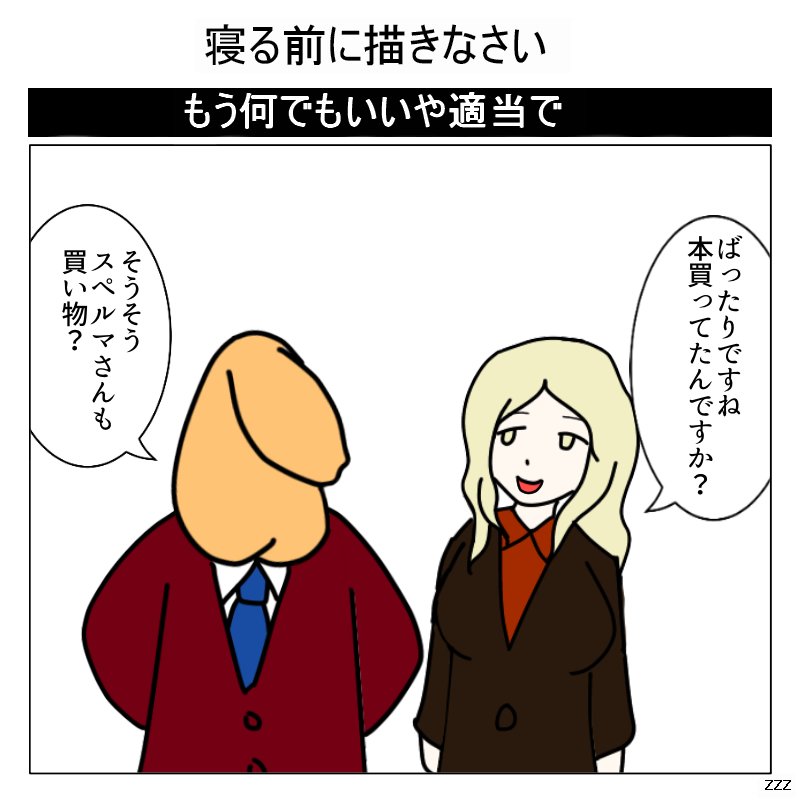 寝る前に描きなさい
もう何でもいいや適当で
ばったりですね
本買ってたんですか？
そうそう
スペルマさんも
買い物？
zzz